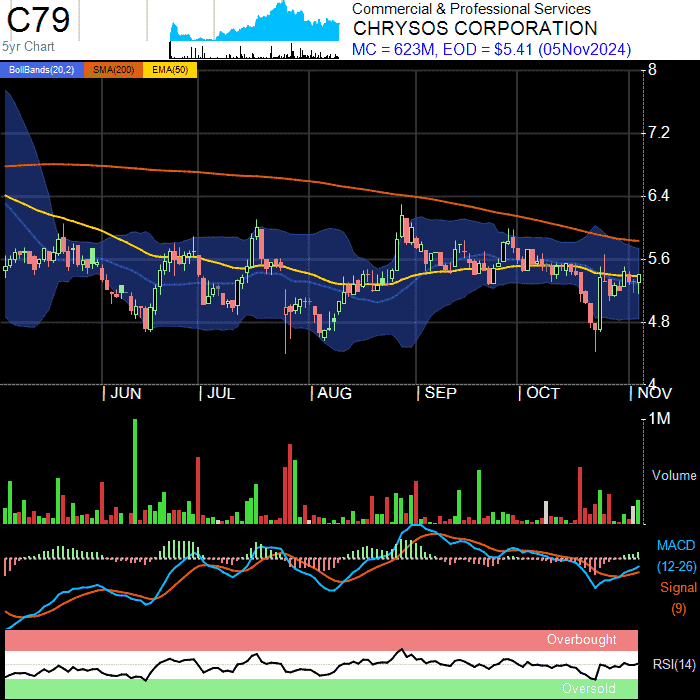 C79
5yr Chart
Commercial & Professional Services
CHRYSOS CORPORATION
MC = 623M, EOD = $5.41 (05Nov2024)
BollBands(20,2) SMA(200) EMA(50)
8
7.2
6.4
5.6
4.8
4
JUN JUL AUG SEP OCT NOV
1M
Volume
MACD
(12-26)
Signal
(9)
Overbought
RSI(14)
Oversold